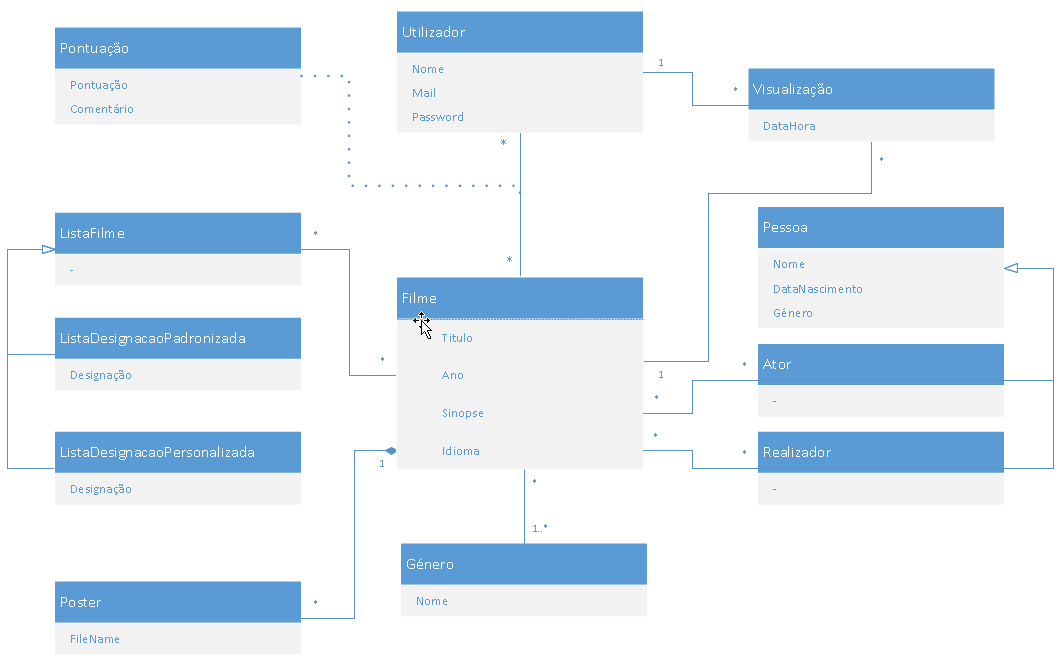 Pontuação
Pontuação
Comentário
Utilizador
Nome
Mail
Password
1
*
Visualização
DataHora
*
*
*
ListaFilme
-
*
*
ListaDesignacaoPadronizada
Designação
ListaDesignacaoPersonalizada
Designação
Filme
Titulo
Ano
Sinopse
Idioma
1
*
*
1
Pessoa
Nome
DataNascimento
Género
*
Ator
-
*
Realizador
-
*
1..*
Género
Nome
Poster
FileName
*